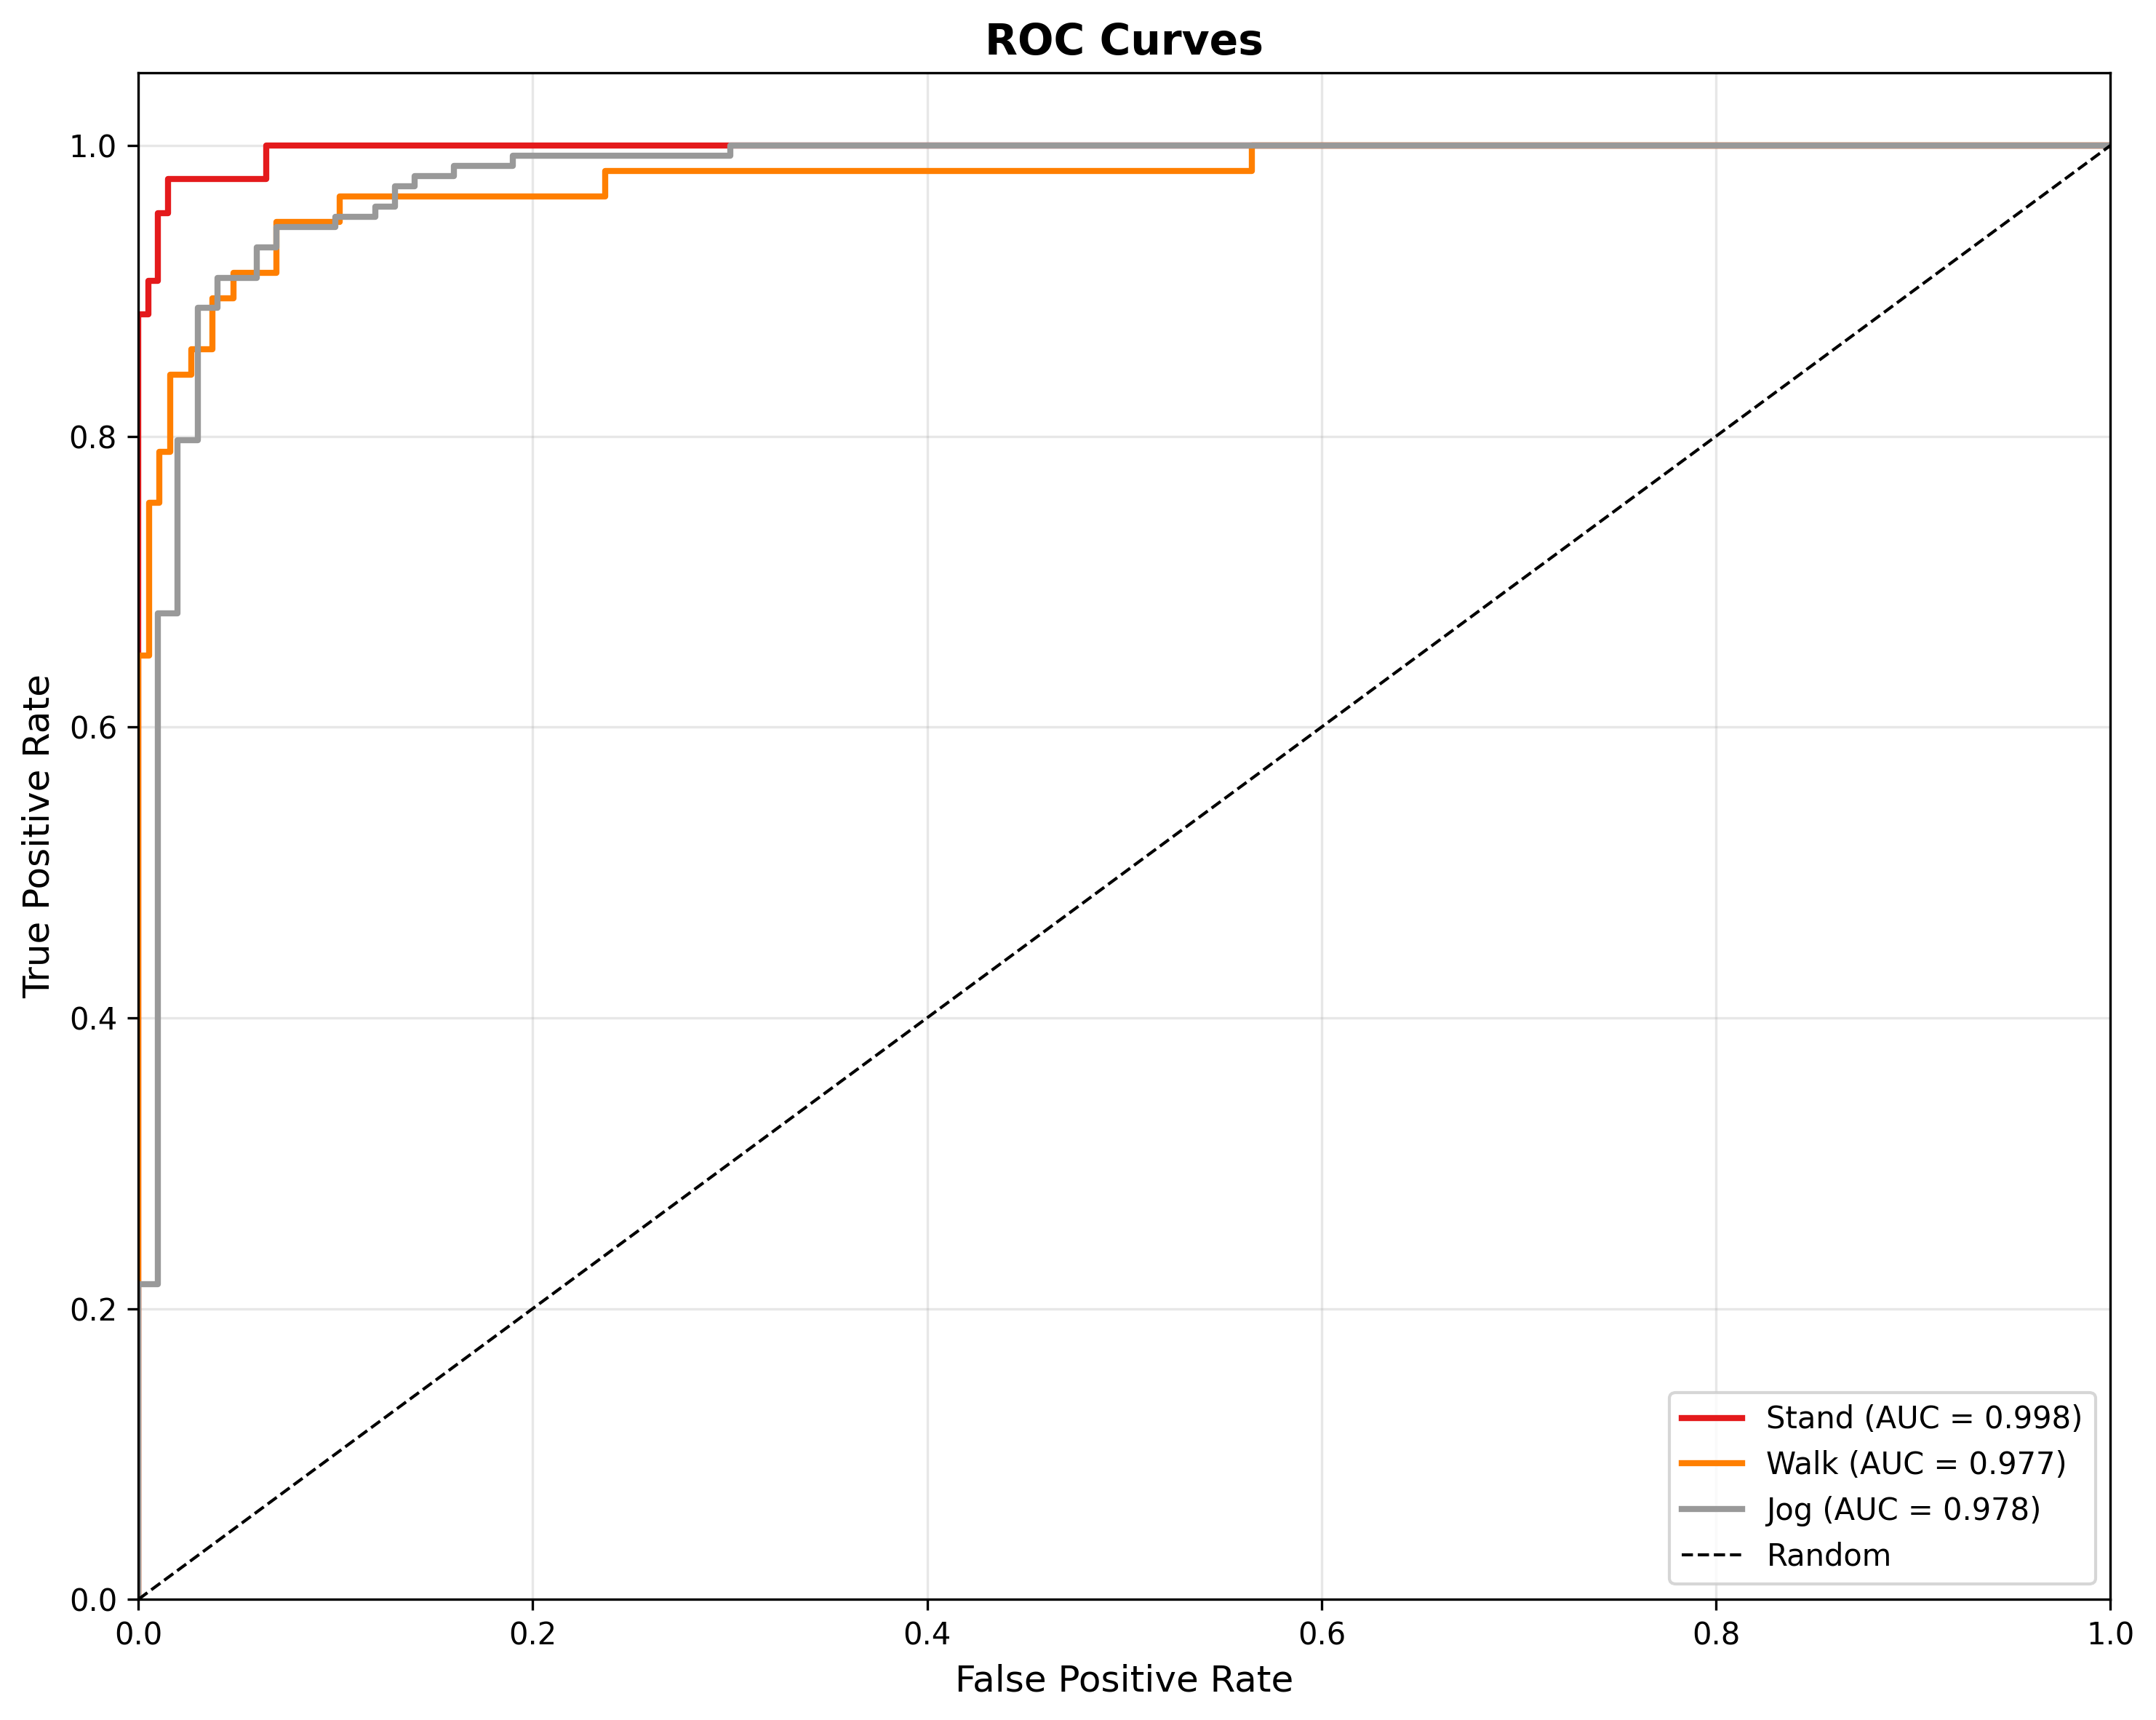 ROC Curves
True Positive Rate
1.0
0.8
0.6
0.4
0.2
0.0
0.0 0.2 0.4 0.6 0.8 1.0
False Positive Rate
Stand (AUC = 0.998)
Walk (AUC = 0.977)
Jog (AUC = 0.978)
Random